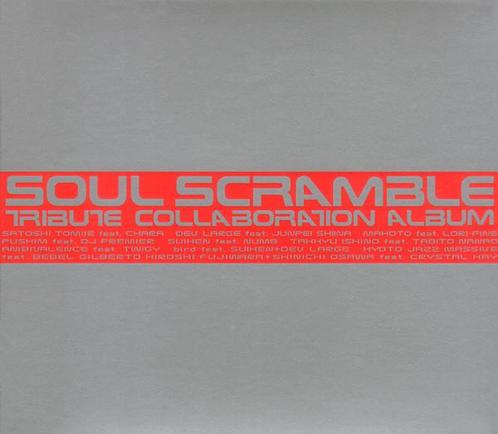 SOUL SCRAMBLE
TRIBUTE COLLABORATION ALBUM
SATOSHI TOMIIE feat. CHARA DEV LARGE feat. JUNPEI SHIINA MAKOTO feat. LORI FINE
PUSHIM feat. DJ PREMIER SUIKEN feat. NUMB TAKKYU ISHINO feat. TABITO NANAO
AMBIVALENCE feat. TWIGY bird feat. SUIKEN+DEV LARGE KYOTO JAZZ MASSIVE
feat BEBEL GILBERTO HIROSHI FUJIWARA+SHINICHI OSAWA feat CRYSTAL KAY